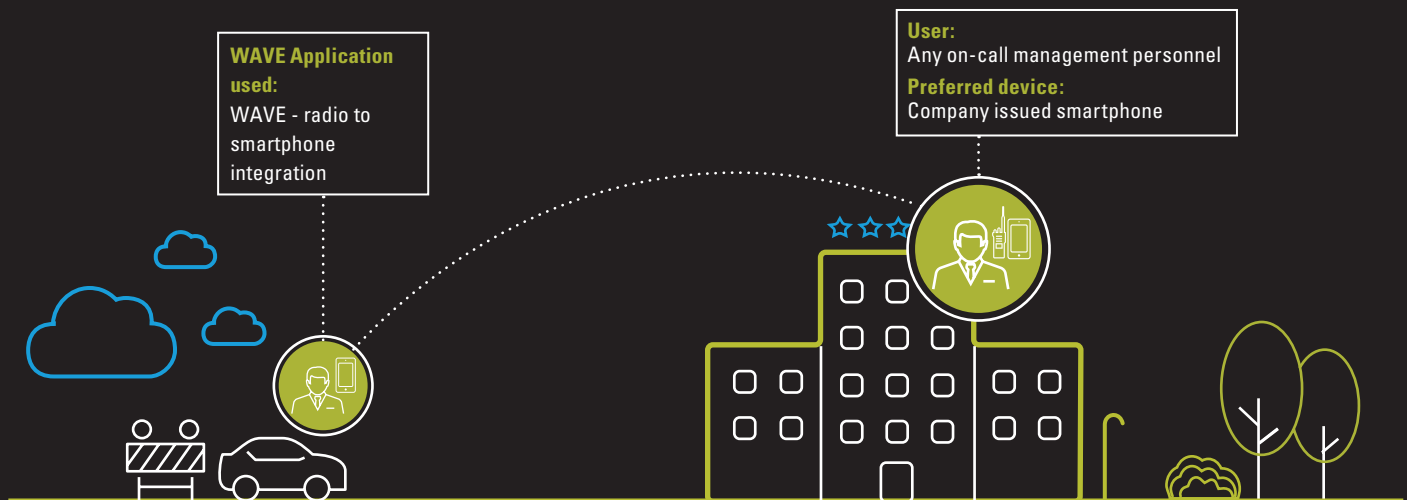 WAVE Application
used:
WAVE - radio to
smartphone
integration
User:
Any on-call management personnel
Preferred device:
Company issued smartphone